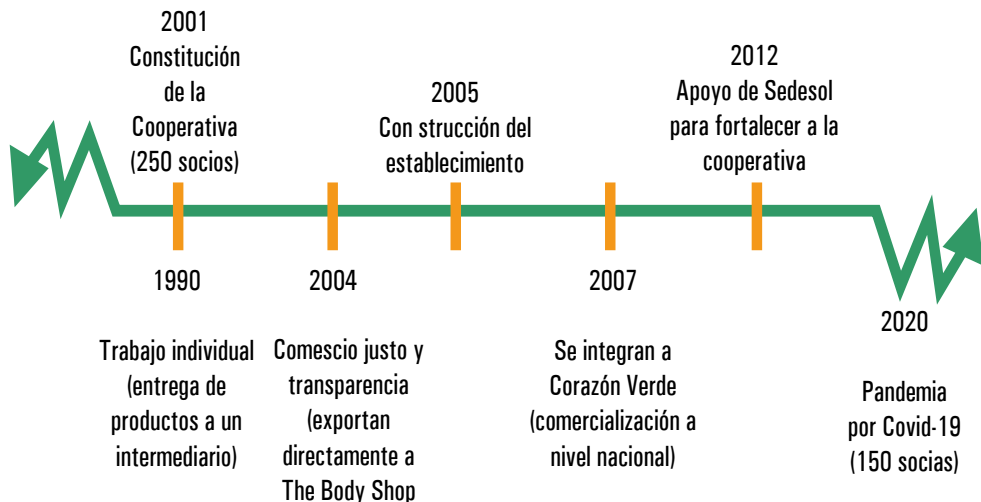 2001
Constitución
de la
Cooperativa
(250 socios)
2005
Con strucción del
establecimiento
2012
Apoyo de Sedesol
para fortalecer a la
cooperativa
1990
Trabajo individual
(entrega de
productos a un
intermediario)
2004
Comescio justo y
transparencia
(exportan
directamente a
The Body Shop
2007
Se integran a
Corazón Verde
(comercialización a
nivel nacional)
2020
Pandemia
por Covid-19
(150 socias)